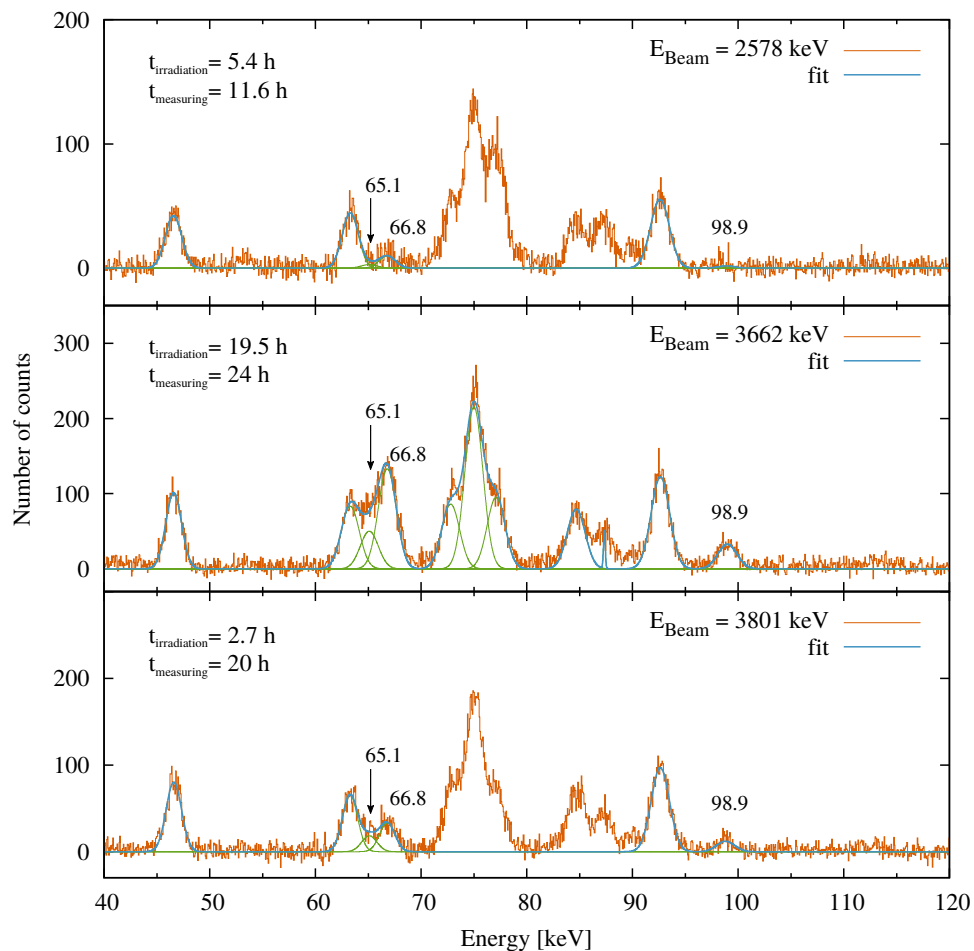 200
100
0
t_irradiation = 5.4 h
t_measuring = 11.6 h
E_Beam = 2578 keV
fit
65.1
66.8
98.9
300
200
100
0
t_irradiation = 19.5 h
t_measuring = 24 h
E_Beam = 3662 keV
fit
65.1
66.8
98.9
Number of counts
200
100
0
t_irradiation = 2.7 h
t_measuring = 20 h
E_Beam = 3801 keV
fit
65.1
66.8
98.9
40 50 60 70 80 90 100 110 120
Energy [keV]